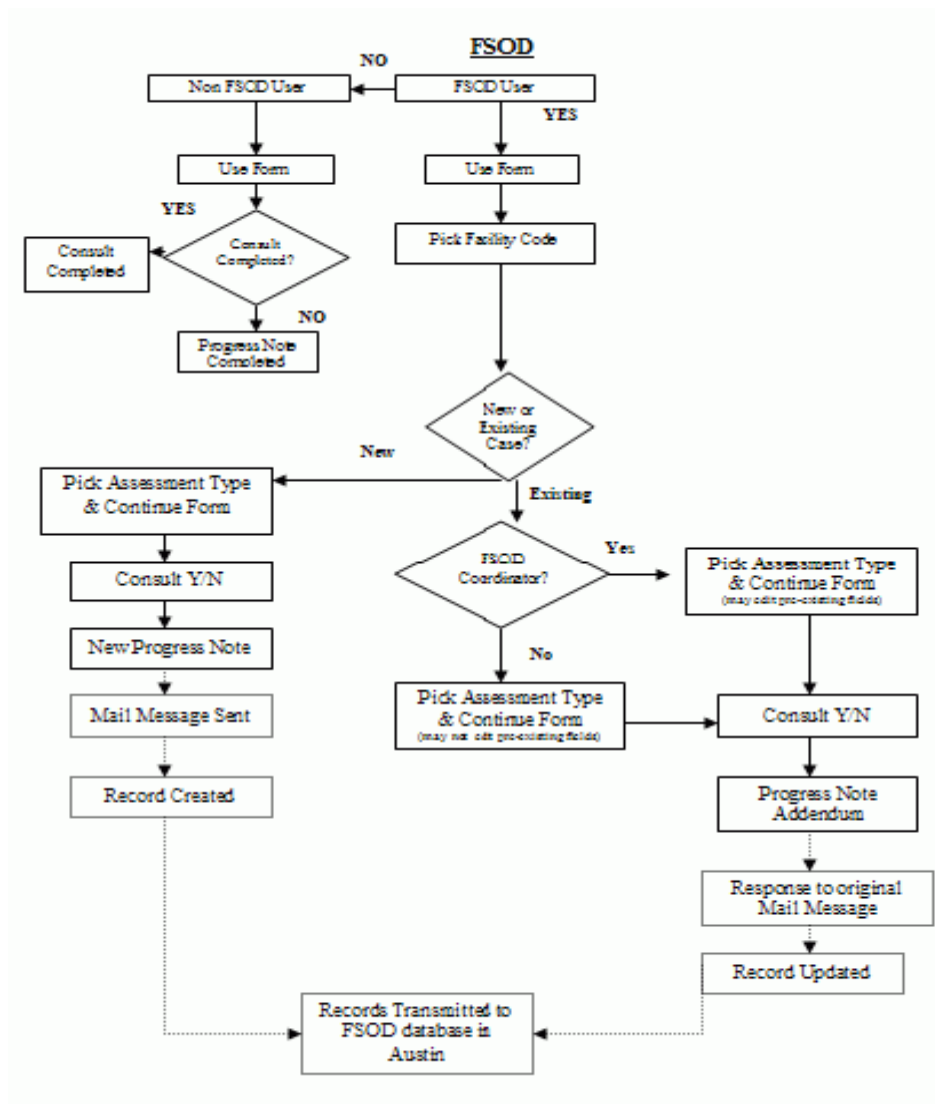 FSOD
NO
Non FSOD User
FSOD User
YES
Use Form
Use Form
YES
Pick Facility Code
Consult
Completed
Consult
Completed?
NO
Progress Note
Completed
New or
Existing
Case?
New
Pick Assessment Type
& Continue Form
Existing
FSOD
Coordinator?
Yes
Pick Assessment Type
& Continue Form
(may edit pre-existing fields)
Consult Y/N
New Progress Note
No
Pick Assessment Type
& Continue Form
(may not edit pre-existing fields)
Consult Y/N
Mail Message Sent
Record Created
Progress Note
Addendum
Response to original
Mail Message
Record Updated
Records Transmitted to
FSOD database in
Austin